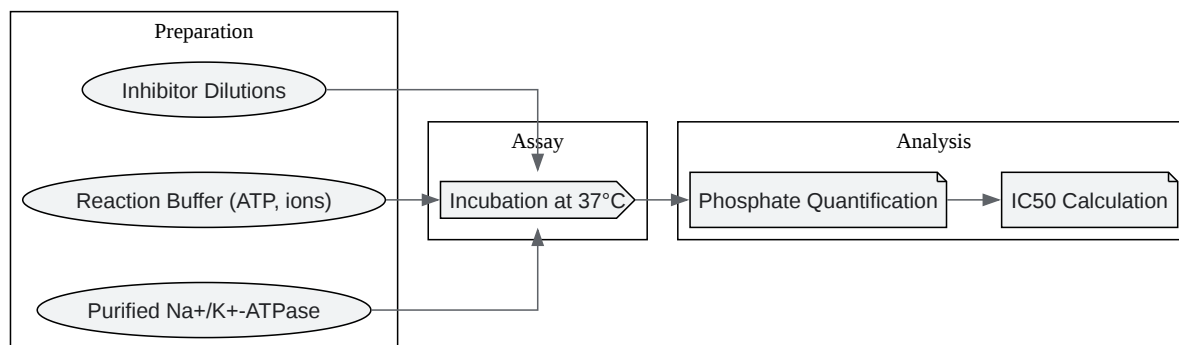 Preparation
Inhibitor Dilutions
Reaction Buffer (ATP, ions)
Purified Na+/K+-ATPase
Assay
Incubation at 37°C
Analysis
Phosphate Quantification
IC50 Calculation